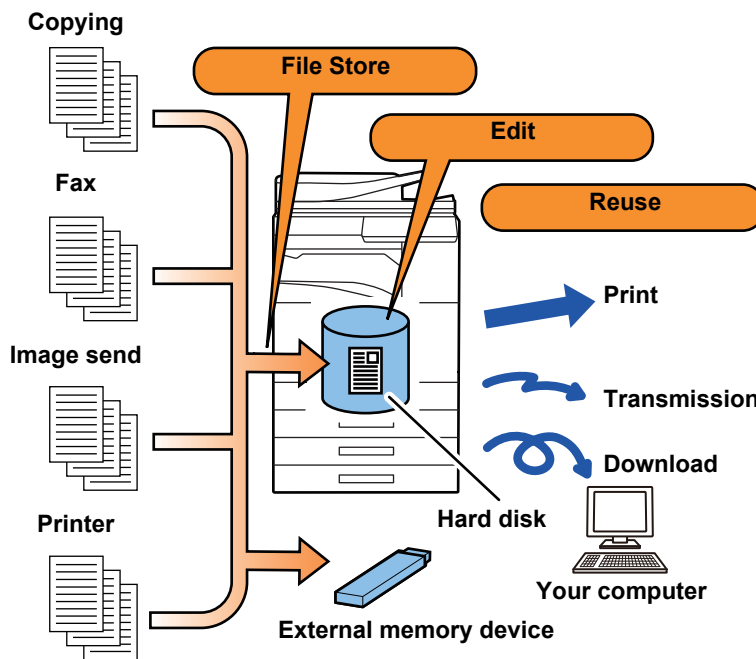 Copying
File Store
Edit
Fax
Reuse
Print
Image send
Transmission
Download
Hard disk
Printer
Your computer
External memory device